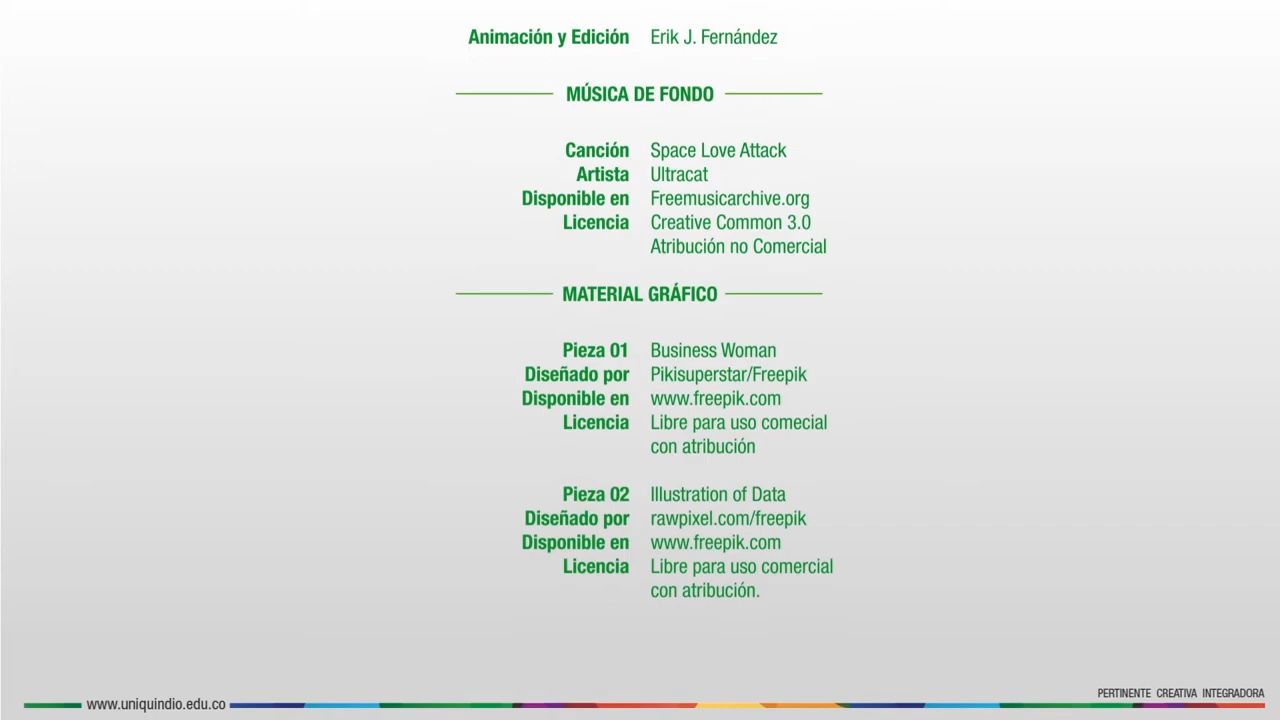 Animación y Edición Erik J. Fernández
MÚSICA DE FONDO
Canción Space Love Attack
Artista Ultracat
Disponible en Freemusicarchive.org
Licencia Creative Common 3.0
Atribución no Comercial
MATERIAL GRÁFICO
Pieza 01 Business Woman
Diseñado por Pikisuperstar/Freepik
Disponible en www.freepik.com
Licencia Libre para uso comecial
con atribución
Pieza 02 Illustration of Data
Diseñado por rawpixel.com/freepik
Disponible en www.freepik.com
Licencia Libre para uso comercial
con atribución.
PERTINENTE CREATIVA INTEGRADORA
www.uniquindio.edu.co